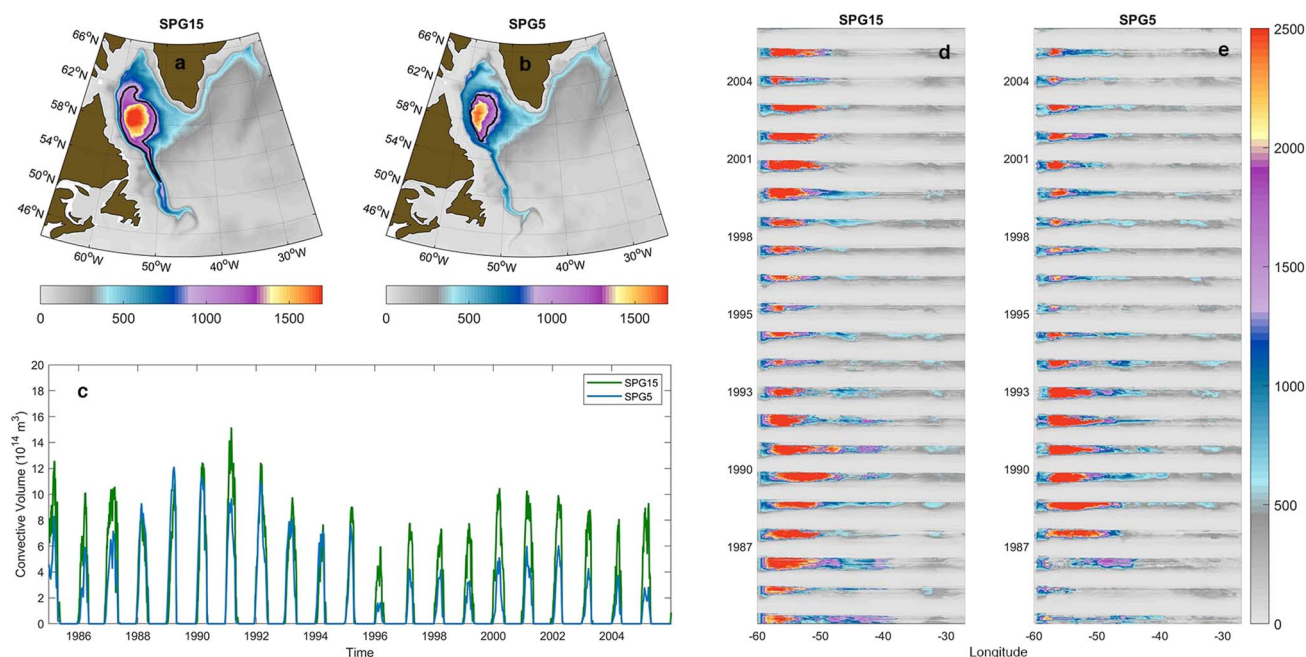 SPG15
66°N
62°N
58°N
54°N
50°N
46°N
60°W
50°W
40°W
30°W
a
0 500 1000 1500
SPG5
66°N
62°N
58°N
54°N
50°N
46°N
60°W
50°W
40°W
30°W
b
0 500 1000 1500
c
SPG15
SPG5
Convective Volume (10^14 m^3)
20
18
16
14
12
10
8
6
4
2
0
1986 1988 1990 1992 1994 1996 1998 2000 2002 2004
Time
SPG15
d
2004
2001
1998
1995
1993
1990
1987
-60 -50 -40 -30
SPG5
e
2004
2001
1998
1995
1993
1990
1987
-60 -50 -40 -30
Longitude
2500
2000
1500
1000
500
0